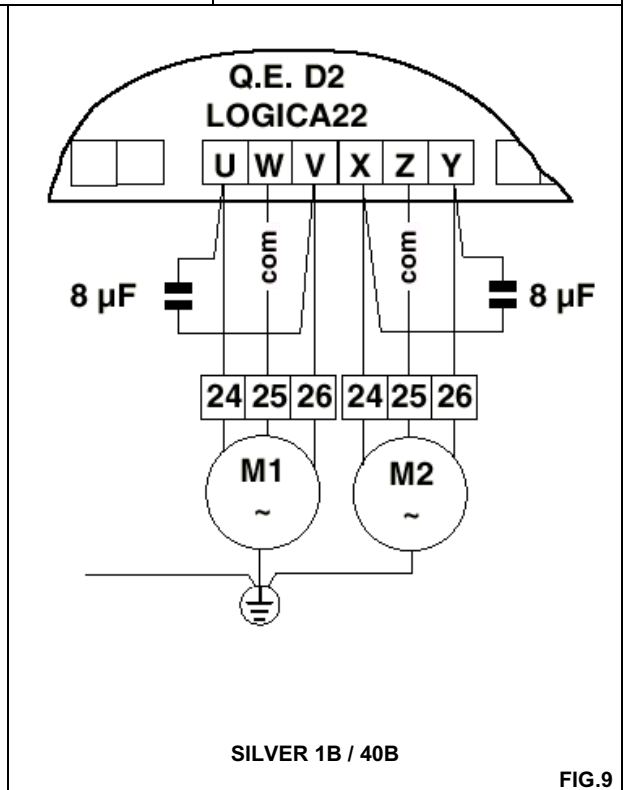 Q.E. D2
LOGICA22
U W V X Z Y
com com
8 µF 8 µF
24 25 26 24 25 26
M1 M2
~ ~
SILVER 1B / 40B
FIG.9